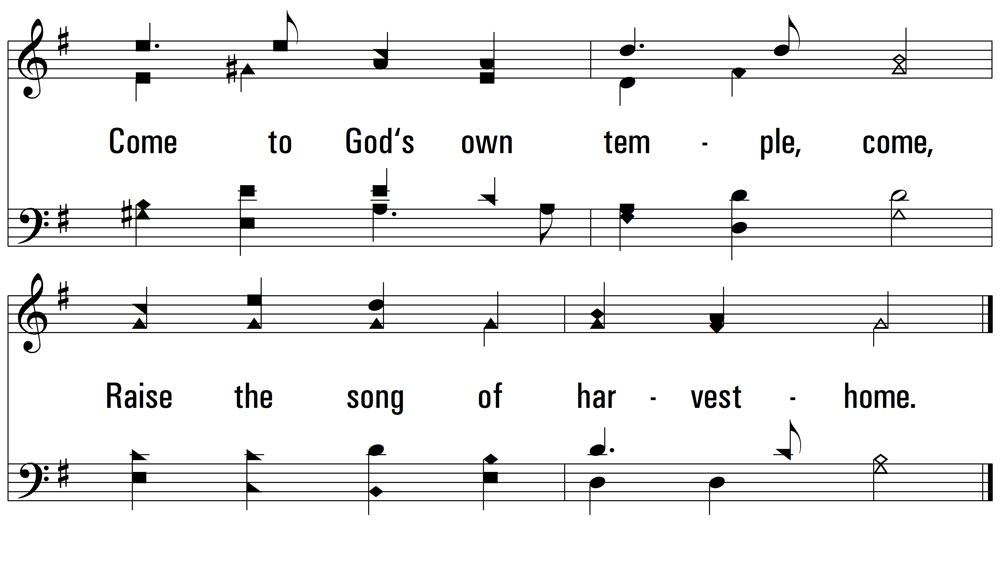 Come to God‘s own tem - ple, come,
Raise the song of har - vest - home.